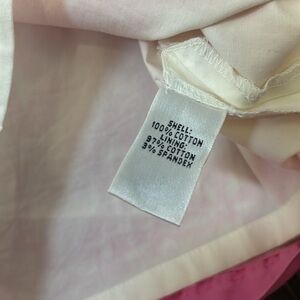 SHELL:
100% COTTON
LINING:
97% COTTON
3% SPANDEX